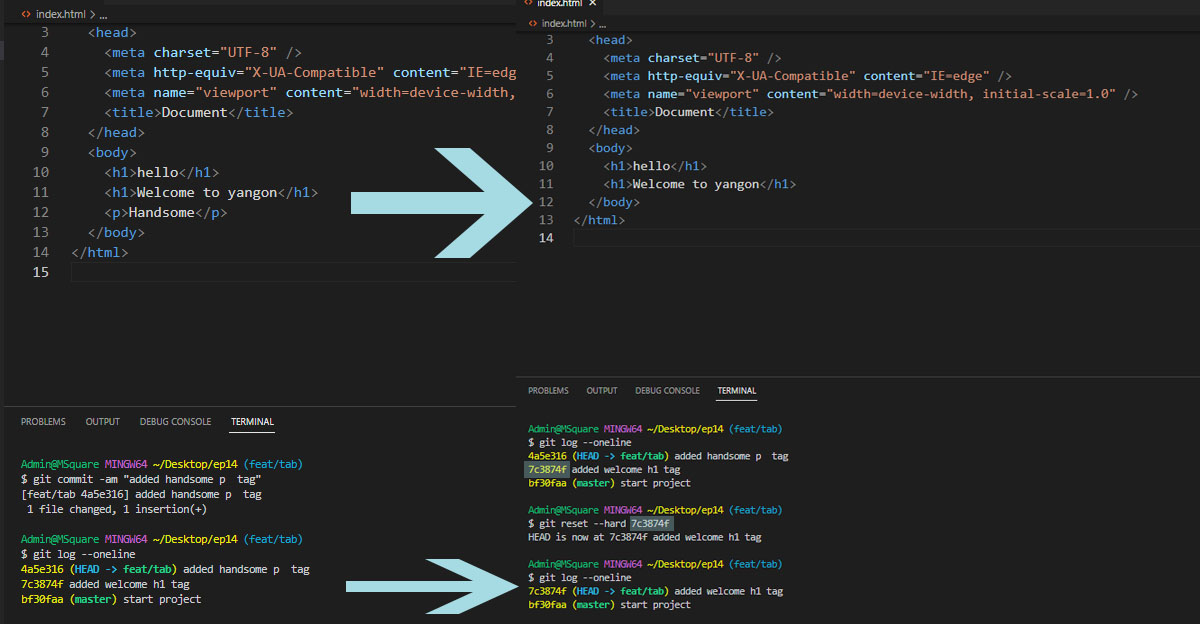 index.html > ...
3 <head>
4 <meta charset="UTF-8" />
5 <meta http-equiv="X-UA-Compatible" content="IE=edg
6 <meta name="viewport" content="width=device-width,
7 <title>Document</title>
8 </head>
9 <body>
10 <h1>hello</h1>
11 <h1>Welcome to yangon</h1>
12 <p>Handsome</p>
13 </body>
14 </html>
15
PROBLEMS OUTPUT DEBUG CONSOLE TERMINAL
Admin@MSquare MINGW64 ~/Desktop/ep14 (feat/tab)
$ git commit -am "added handsome p  tag"
[feat/tab 4a5e316] added handsome p  tag
 1 file changed, 1 insertion(+)
Admin@MSquare MINGW64 ~/Desktop/ep14 (feat/tab)
$ git log --oneline
4a5e316 (HEAD -> feat/tab) added handsome p  tag
7c3874f added welcome h1 tag
bf30faa (master) start project
index.html ×
index.html > ...
3 <head>
4 <meta charset="UTF-8" />
5 <meta http-equiv="X-UA-Compatible" content="IE=edge" />
6 <meta name="viewport" content="width=device-width, initial-scale=1.0" />
7 <title>Document</title>
8 </head>
9 <body>
10 <h1>hello</h1>
11 <h1>Welcome to yangon</h1>
12 </body>
13 </html>
14
PROBLEMS OUTPUT DEBUG CONSOLE TERMINAL
Admin@MSquare MINGW64 ~/Desktop/ep14 (feat/tab)
$ git log --oneline
4a5e316 (HEAD -> feat/tab) added handsome p  tag
7c3874f added welcome h1 tag
bf30faa (master) start project
Admin@MSquare MINGW64 ~/Desktop/ep14 (feat/tab)
$ git reset --hard 7c3874f
HEAD is now at 7c3874f added welcome h1 tag
Admin@MSquare MINGW64 ~/Desktop/ep14 (feat/tab)
$ git log --oneline
7c3874f (HEAD -> feat/tab) added welcome h1 tag
bf30faa (master) start project